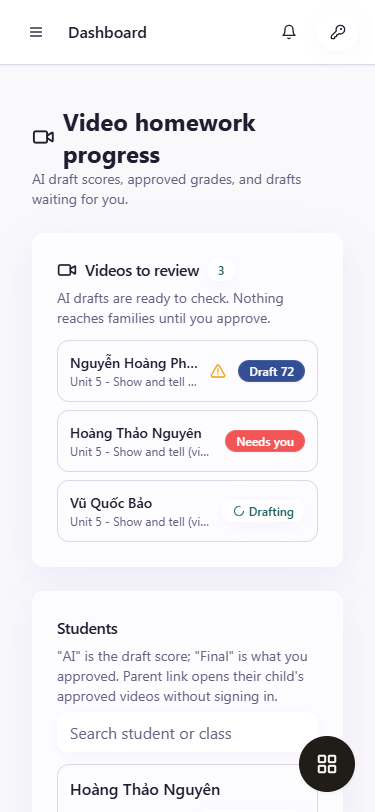 Dashboard
Video homework
progress
AI draft scores, approved grades, and drafts
waiting for you.
Videos to review 3
AI drafts are ready to check. Nothing
reaches families until you approve.
Nguyễn Hoàng Ph...
Unit 5 - Show and tell ...
Draft 72
Hoàng Thảo Nguyên
Unit 5 - Show and tell (vi...
Needs you
Vũ Quốc Bảo
Unit 5 - Show and tell (vi...
Drafting
Students
"AI" is the draft score; "Final" is what you
approved. Parent link opens their child's
approved videos without signing in.
Search student or class
Hoàng Thảo Nguyên